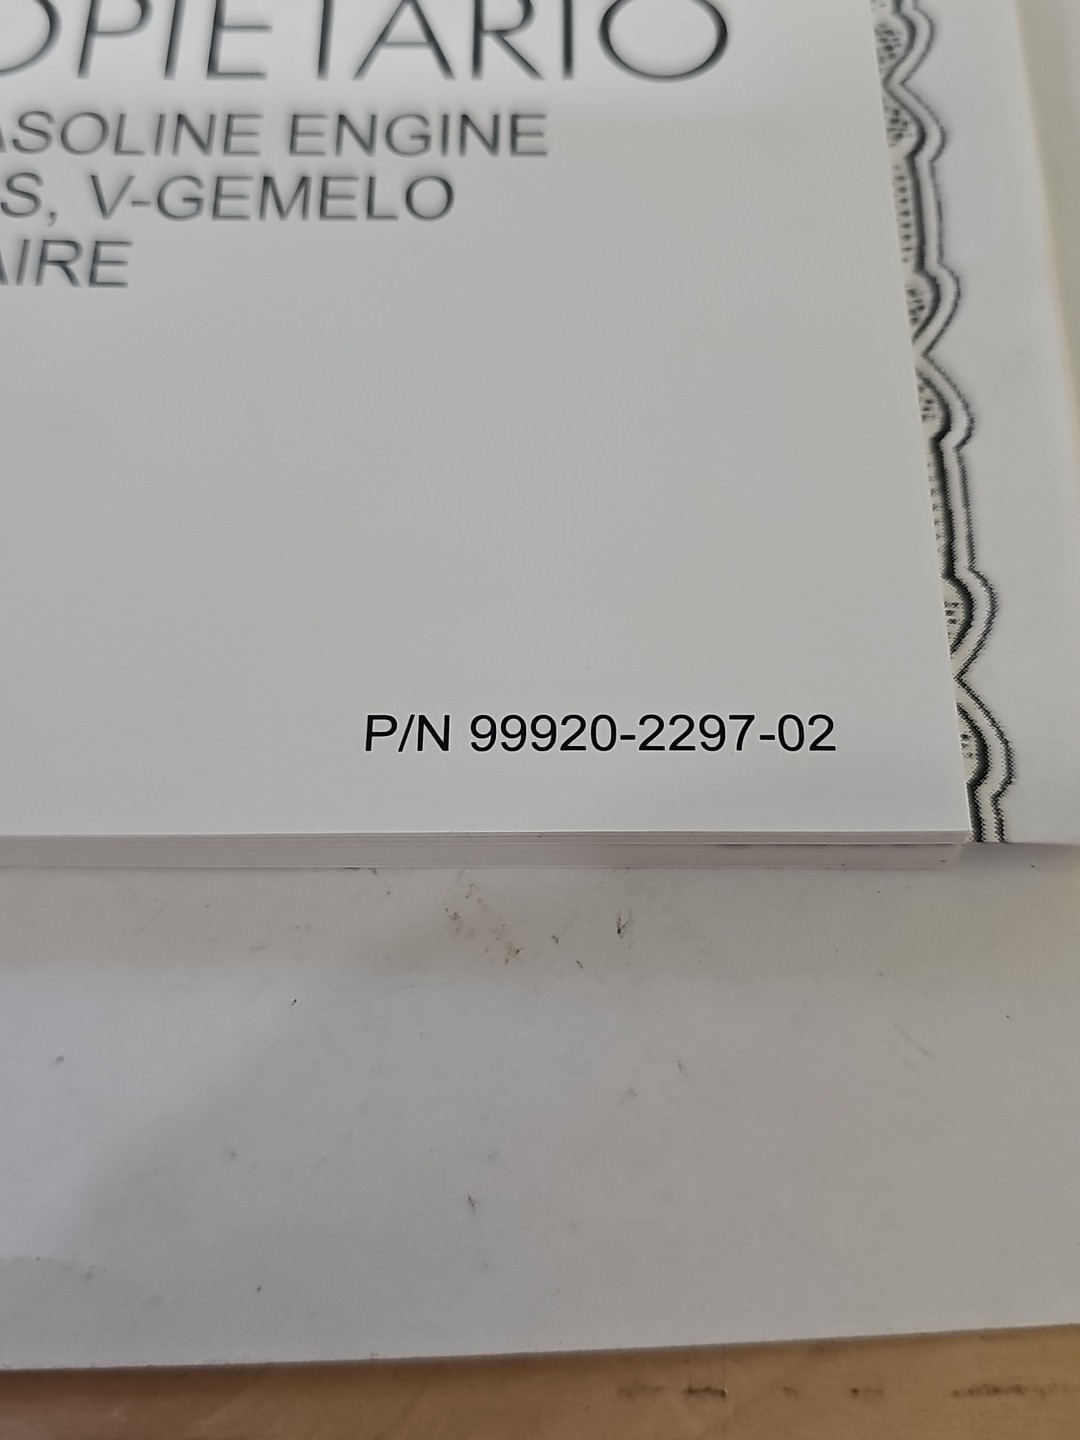 OPIETARIO
ASOLINE ENGINE
S, V-GEMELO
AIRE
P/N 99920-2297-02